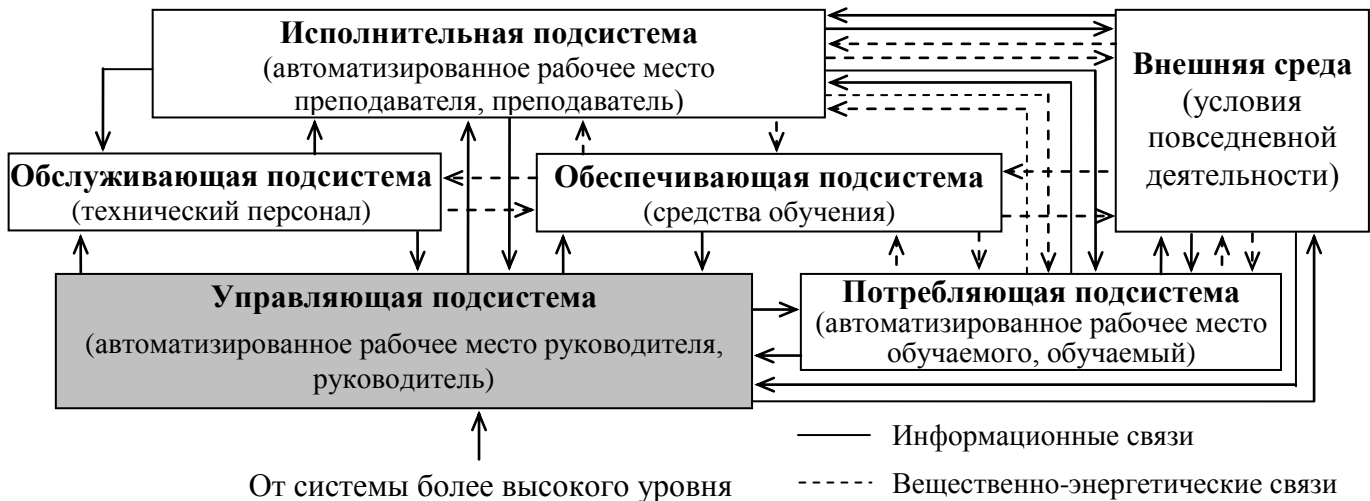 Исполнительная подсистема
(автоматизированное рабочее место
преподавателя, преподаватель)
Внешняя среда
(условия
повседневной
деятельности)
Обслуживающая подсистема
(технический персонал)
Обеспечивающая подсистема
(средства обучения)
Управляющая подсистема
(автоматизированное рабочее место руководителя,
руководитель)
Потребляющая подсистема
(автоматизированное рабочее место
обучаемого, обучаемый)
От системы более высокого уровня
Информационные связи
Вещественно-энергетические связи